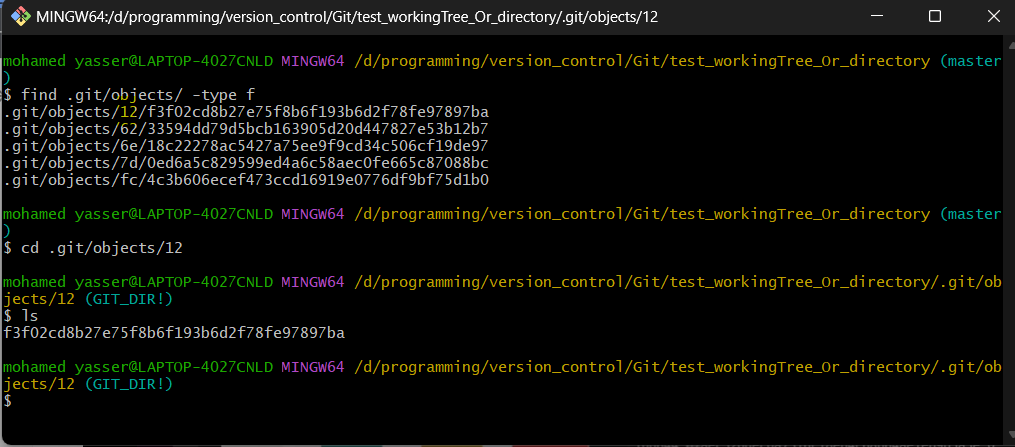 MINGW64:/d/programming/version_control/Git/test_workingTree_Or_directory/.git/objects/12
mohamed yasser@LAPTOP-4027CNLD MINGW64 /d/programming/version_control/Git/test_workingTree_Or_directory (master
)
$ find .git/objects/ -type f
.git/objects/12/f3f02cd8b27e75f8b6f193b6d2f78fe97897ba
.git/objects/62/33594dd79d5bcb163905d20d447827e53b12b7
.git/objects/6e/18c22278ac5427a75ee9f9cd34c506cf19de97
.git/objects/7d/0ed6a5c829599ed4a6c58aec0fe665c87088bc
.git/objects/fc/4c3b606ecef473ccd16919e0776df9bf75d1b0
mohamed yasser@LAPTOP-4027CNLD MINGW64 /d/programming/version_control/Git/test_workingTree_Or_directory (master
)
$ cd .git/objects/12
mohamed yasser@LAPTOP-4027CNLD MINGW64 /d/programming/version_control/Git/test_workingTree_Or_directory/.git/ob
jects/12 (GIT_DIR!)
$ ls
f3f02cd8b27e75f8b6f193b6d2f78fe97897ba
mohamed yasser@LAPTOP-4027CNLD MINGW64 /d/programming/version_control/Git/test_workingTree_Or_directory/.git/ob
jects/12 (GIT_DIR!)
$